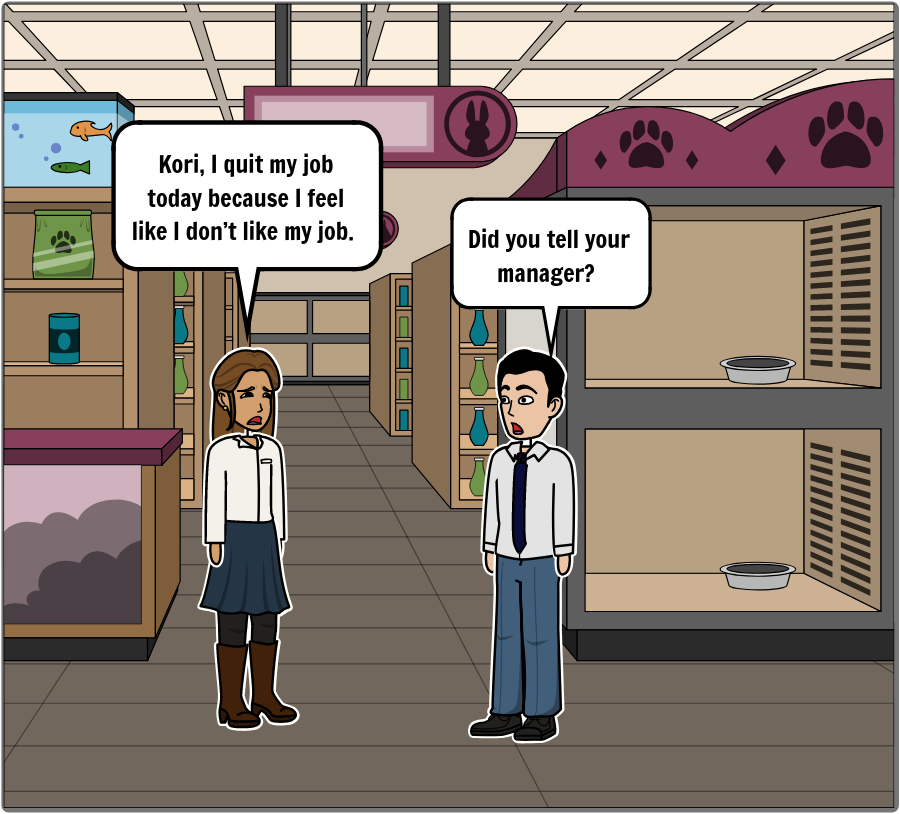 Kori, I quit my job
today because I feel
like I don't like my job.
Did you tell your
manager?